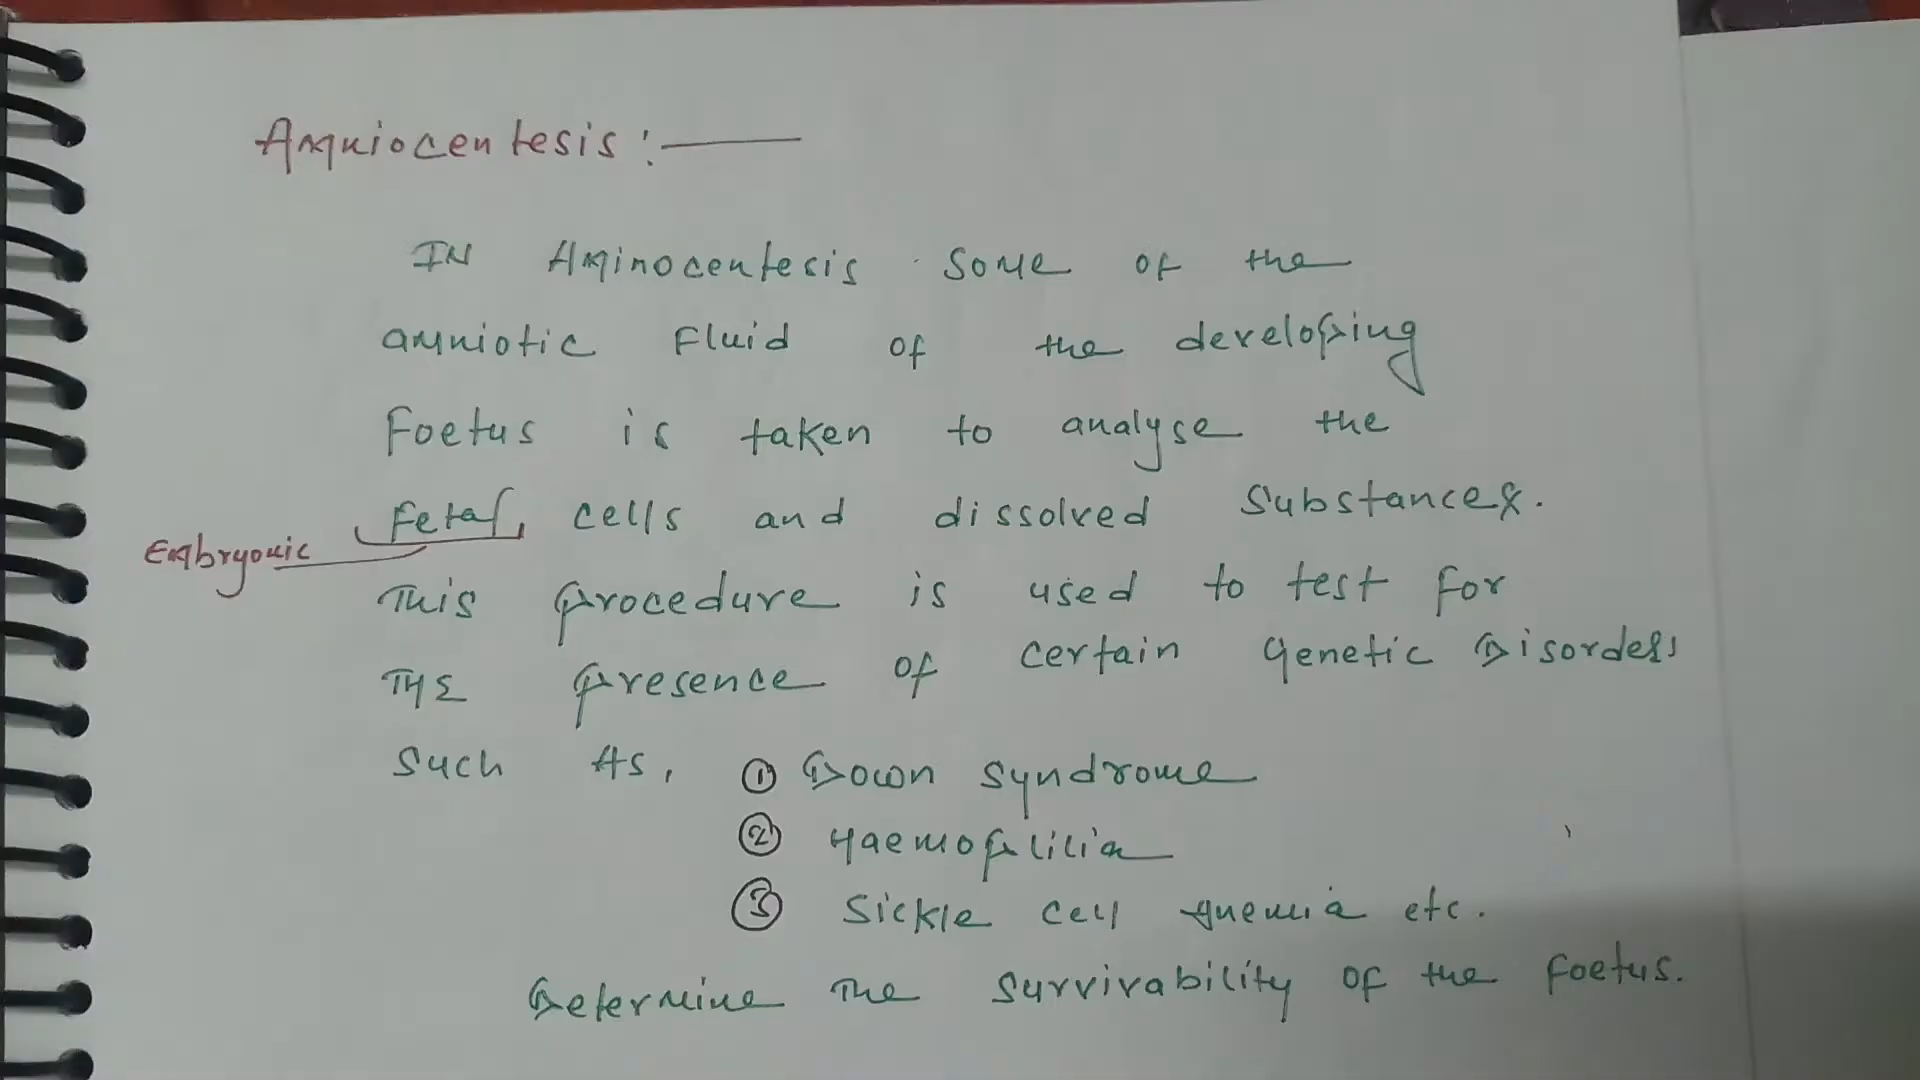 Amniocentesis :—
IN Aminocentesis some of the
amniotic Fluid of the developing
Foetus is taken to analyse the
Fetal, cells and dissolved Substances.
Embryonic
This procedure is used to test for
THE presence of certain Genetic Disorders
Such As, ① Down Syndrome
② Haemophilia
③ Sickle cell Anemia etc.
Determine The Survivability of the Foetus.